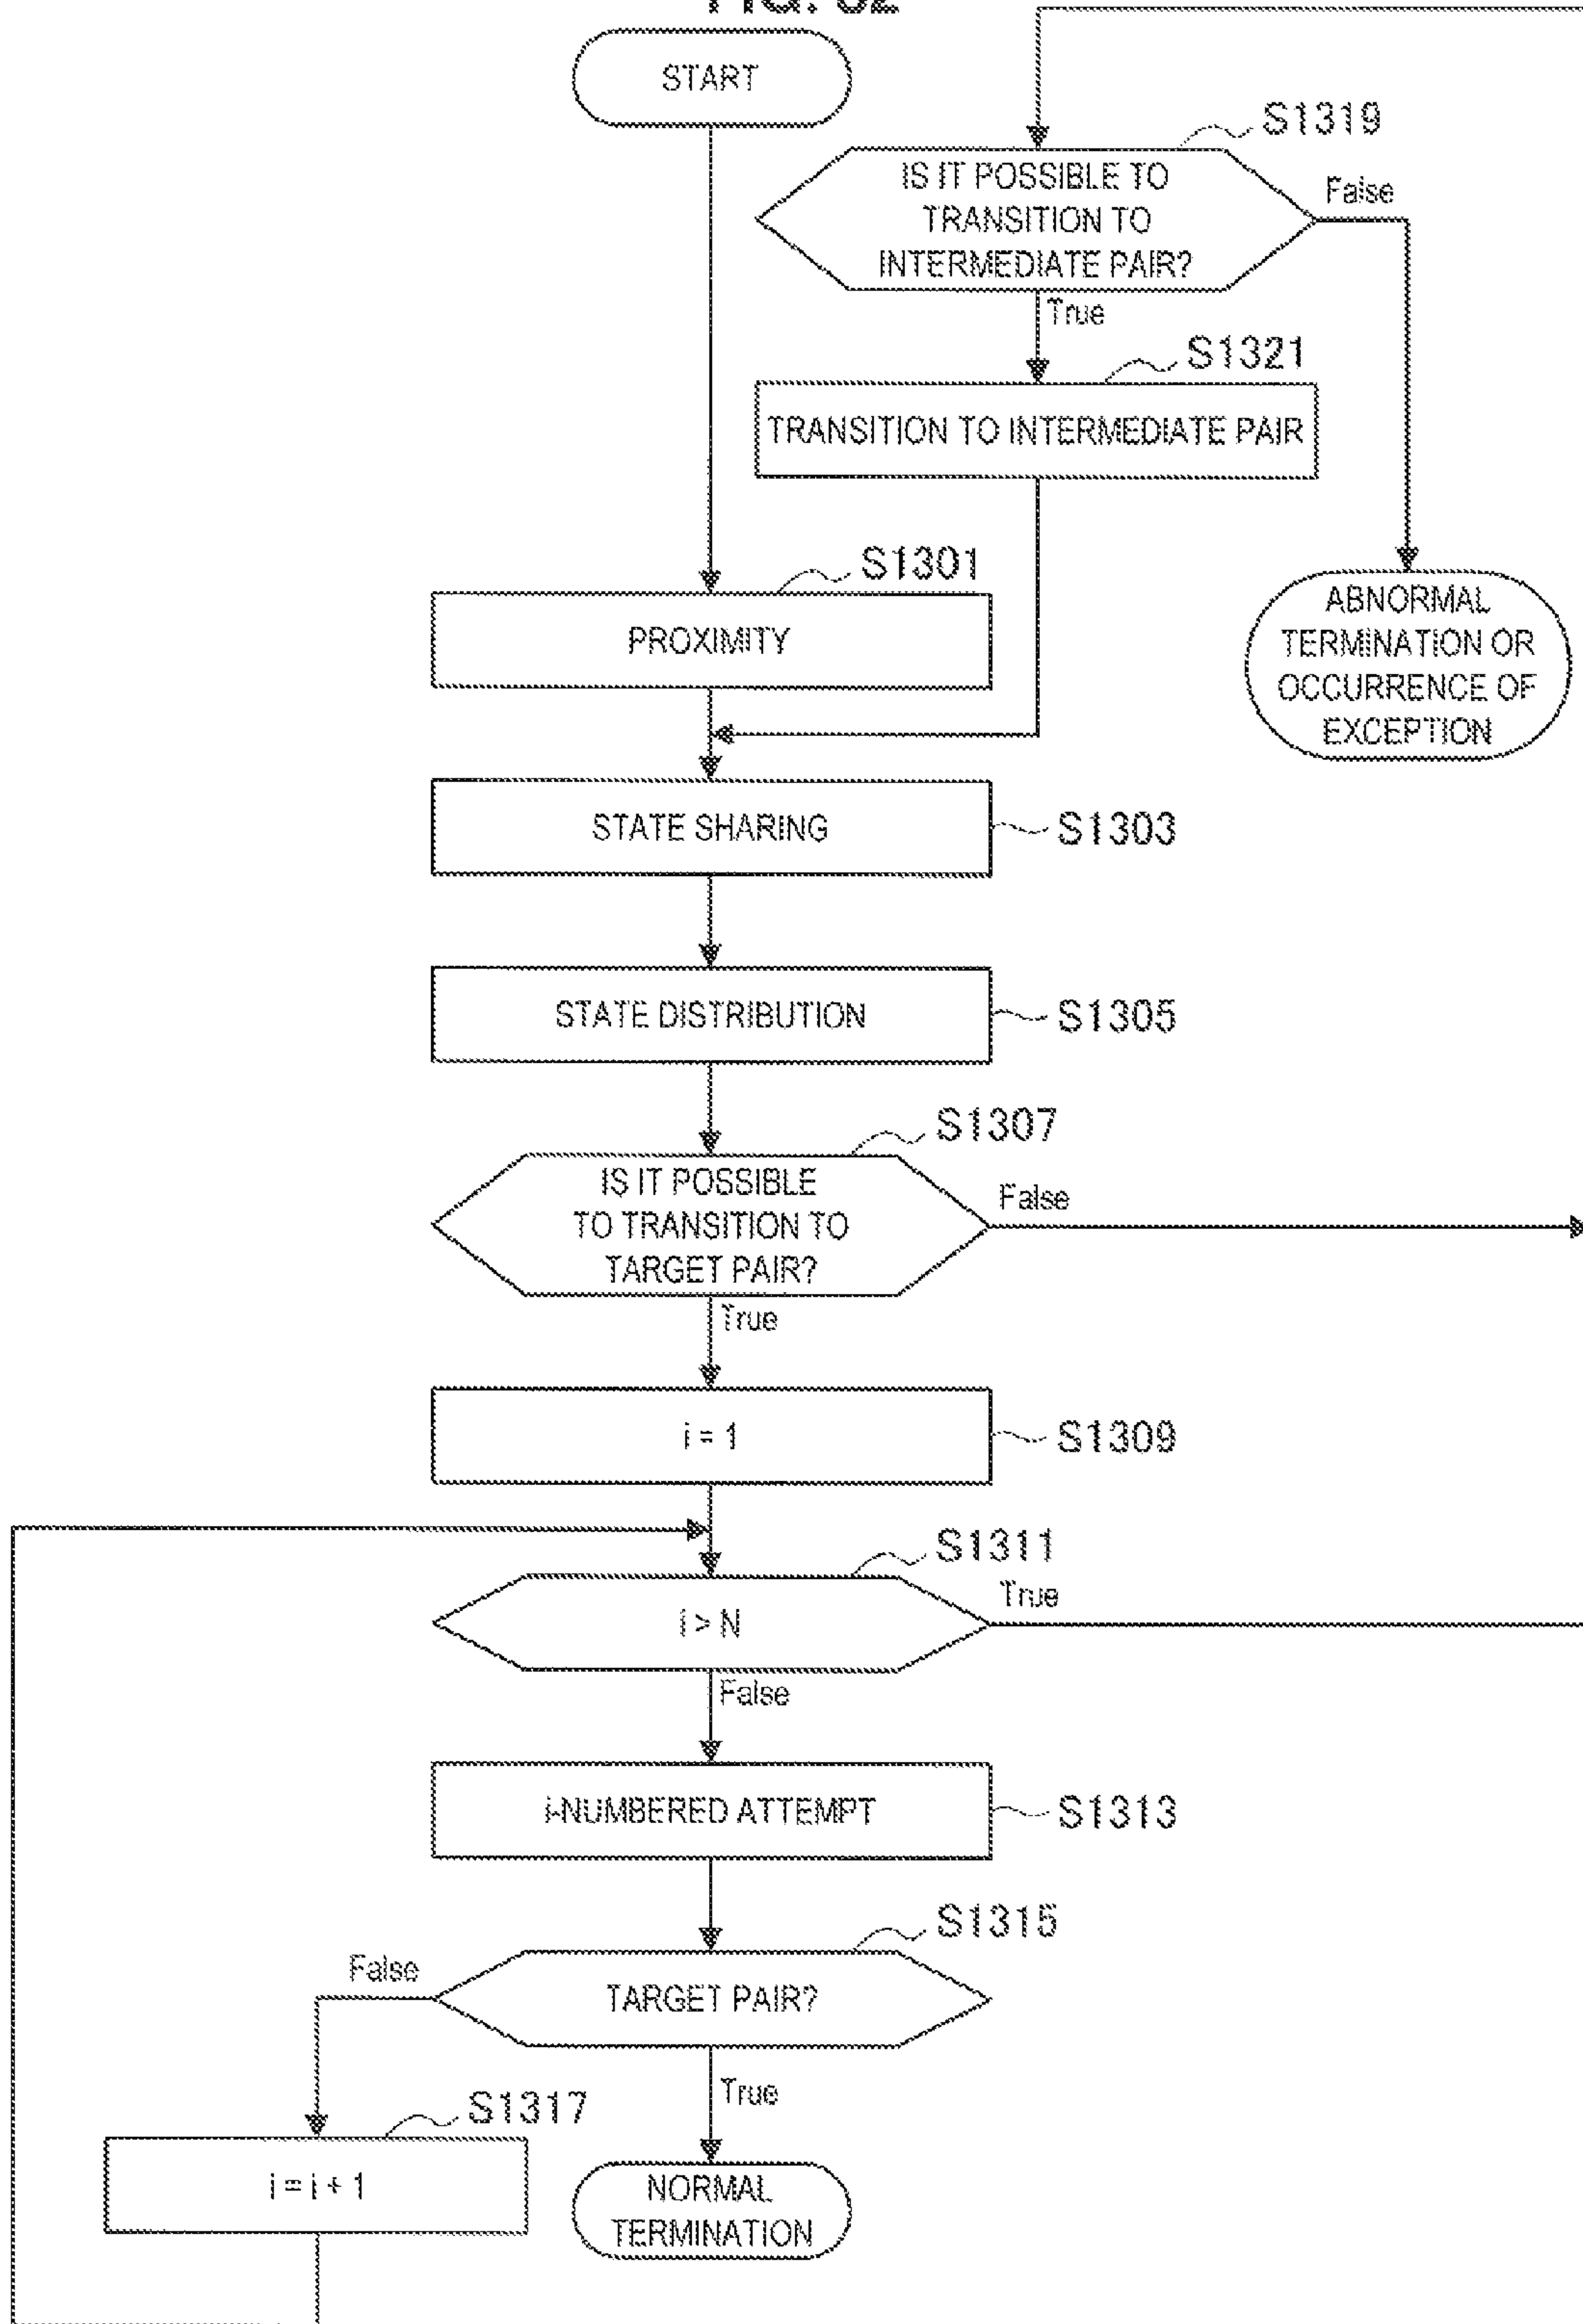 START
S1319
IS IT POSSIBLE TO
TRANSITION TO
INTERMEDIATE PAIR?
False
True
S1321
TRANSITION TO INTERMEDIATE PAIR
S1301
PROXIMITY
ABNORMAL
TERMINATION OR
OCCURRENCE OF
EXCEPTION
STATE SHARING
S1303
STATE DISTRIBUTION
S1305
S1307
IS IT POSSIBLE
TO TRANSITION TO
TARGET PAIR?
False
True
i = 1
S1309
S1311
i > N
True
False
i-NUMBERED ATTEMPT
S1313
S1315
TARGET PAIR?
False
True
S1317
i = i + 1
NORMAL
TERMINATION